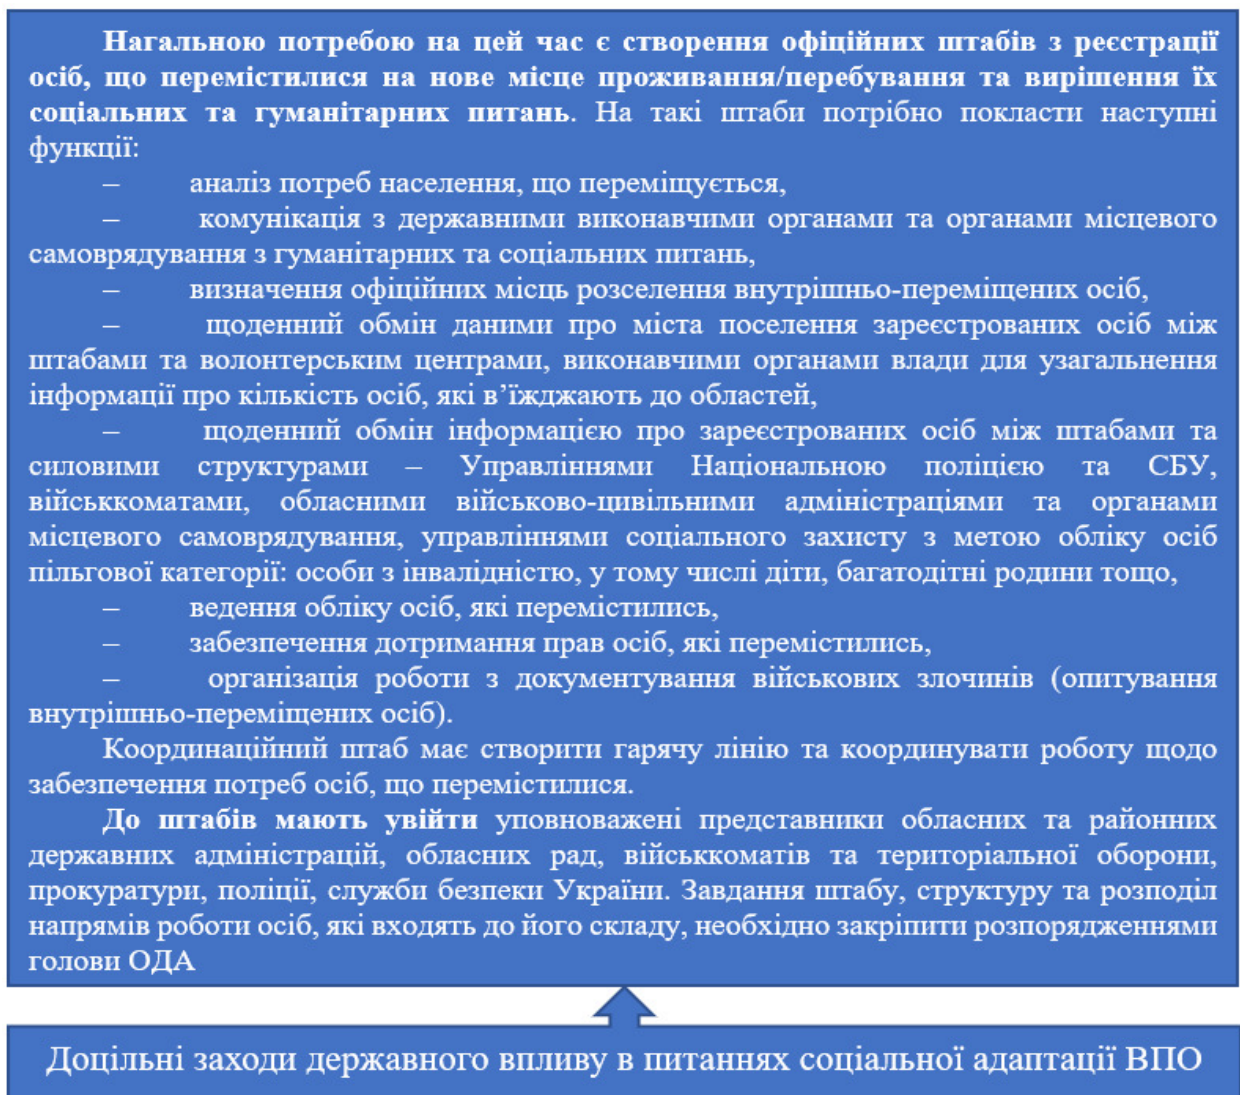 Нагальною потребою на цей час є створення офіційних штабів з реєстрації
осіб, що перемістилися на нове місце проживання/перебування та вирішення їх
соціальних та гуманітарних питань. На такі штаби потрібно покласти наступні
функції:
– аналіз потреб населення, що переміщується,
– комунікація з державними виконавчими органами та органами місцевого
самоврядування з гуманітарних та соціальних питань,
– визначення офіційних місць розселення внутрішньо-переміщених осіб,
– щоденний обмін даними про міста поселення зареєстрованих осіб між
штабами та волонтерським центрами, виконавчими органами влади для узагальнення
інформації про кількість осіб, які в’їжджають до областей,
– щоденний обмін інформацією про зареєстрованих осіб між штабами та
силовими структурами – Управліннями Національною поліцією та СБУ,
військкоматами, обласними військово-цивільними адміністраціями та органами
місцевого самоврядування, управліннями соціального захисту з метою обліку осіб
пільгової категорії: особи з інвалідністю, у тому числі діти, багатодітні родини тощо,
– ведення обліку осіб, які перемістились,
– забезпечення дотримання прав осіб, які перемістились,
– організація роботи з документування військових злочинів (опитування
внутрішньо-переміщених осіб).
Координаційний штаб має створити гарячу лінію та координувати роботу щодо
забезпечення потреб осіб, що перемістилися.
До штабів мають увійти уповноважені представники обласних та районних
державних адміністрацій, обласних рад, військкоматів та територіальної оборони,
прокуратури, поліції, служби безпеки України. Завдання штабу, структуру та розподіл
напрямів роботи осіб, які входять до його складу, необхідно закріпити розпорядженнями
голови ОДА
Доцільні заходи державного впливу в питаннях соціальної адаптації ВПО